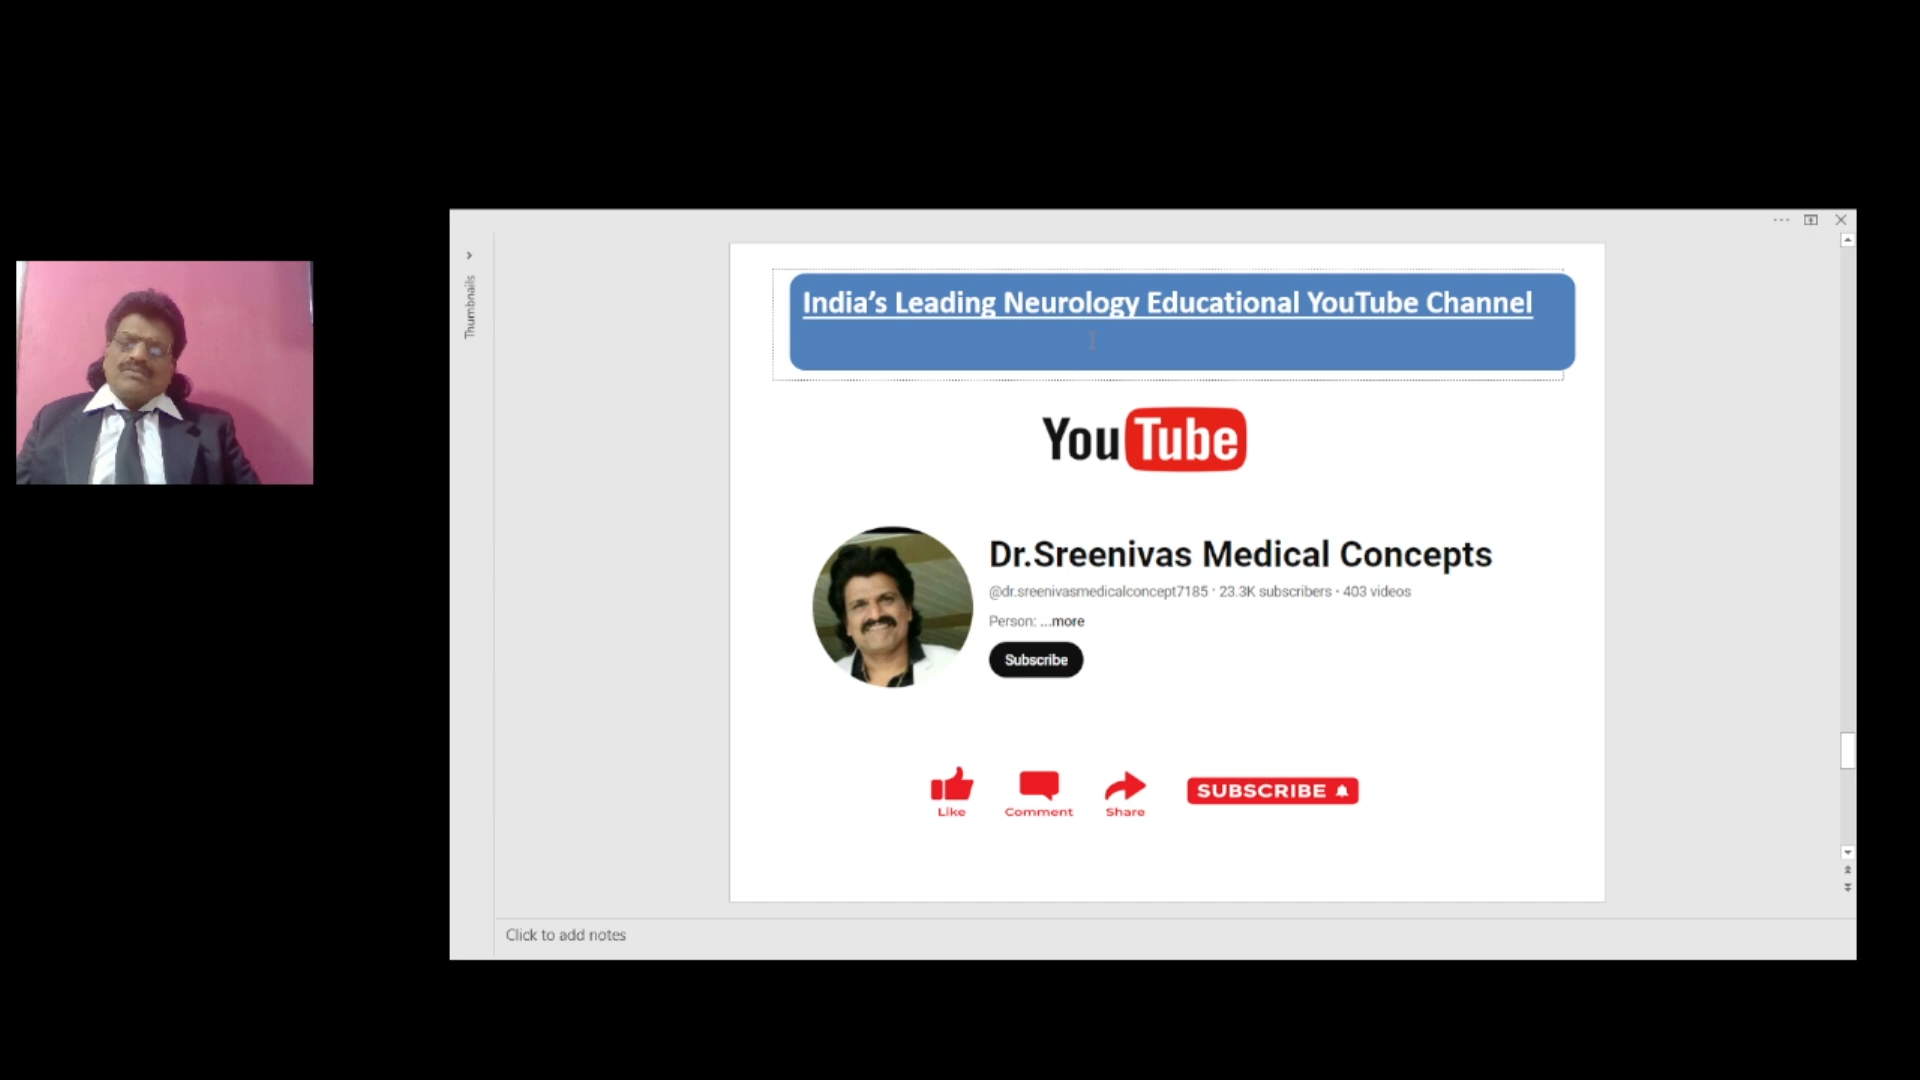 Thumbnails
India’s Leading Neurology Educational YouTube Channel
YouTube
Dr.Sreenivas Medical Concepts
@dr.sreenivasmedicalconcept7185 · 23.3K subscribers • 403 videos
Person: ...more
Subscribe
Like Comment Share SUBSCRIBE
Click to add notes